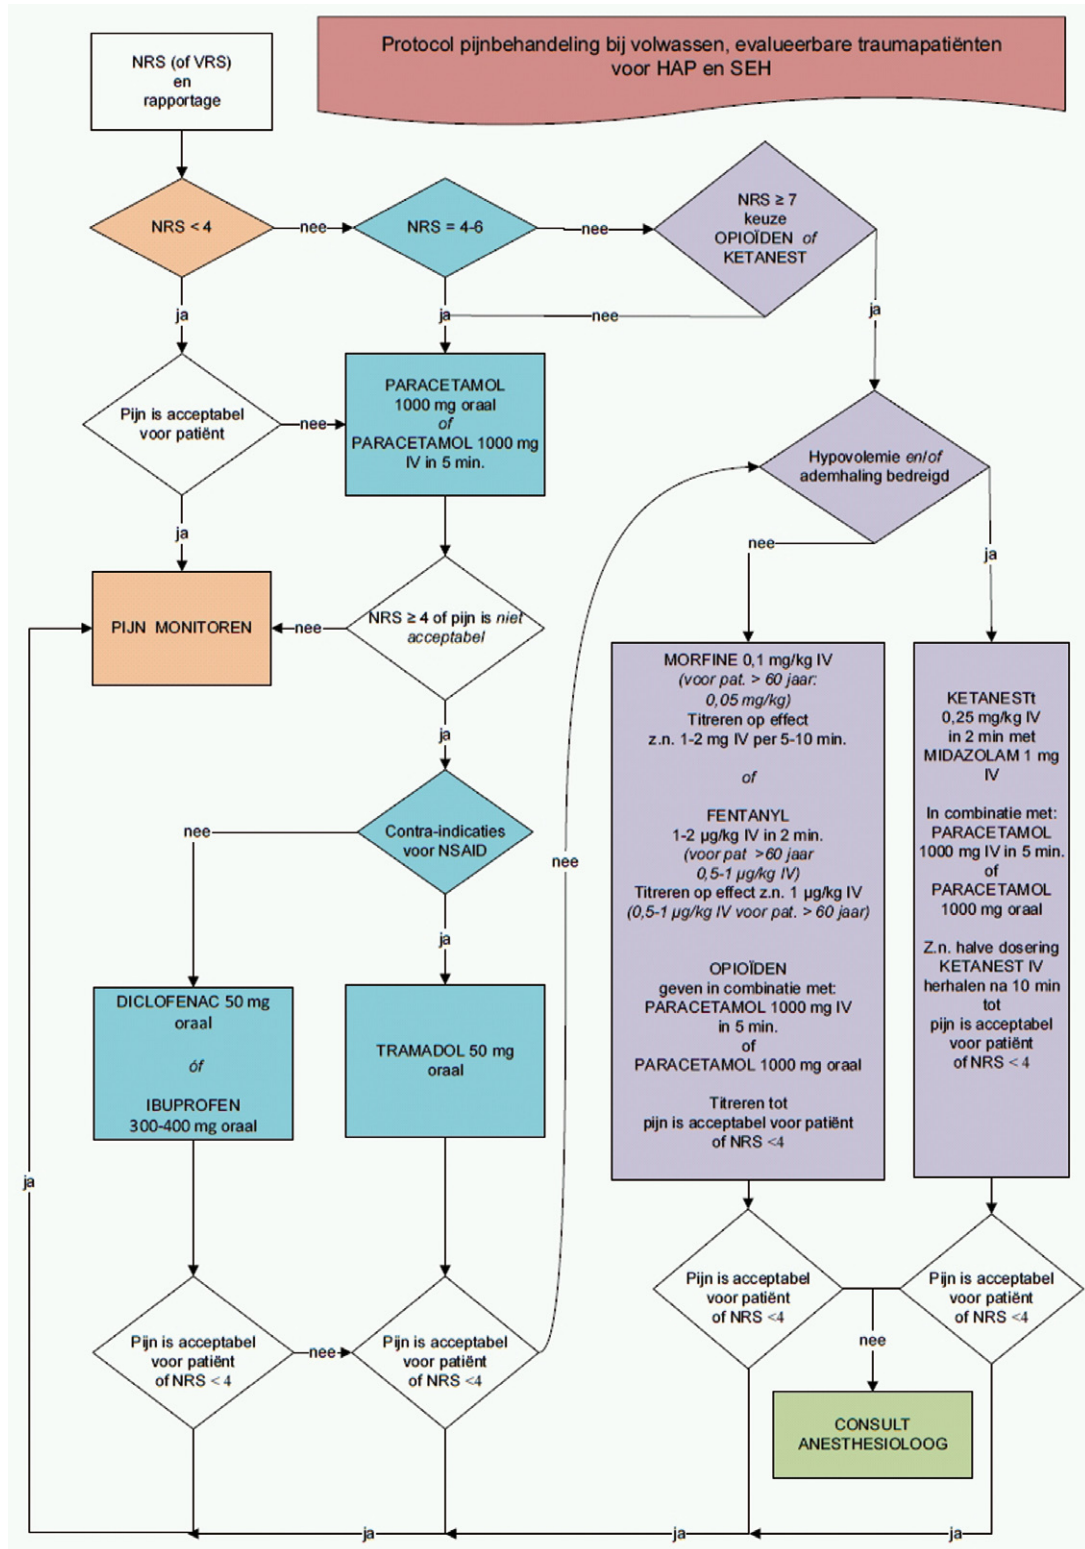 Protocol pijnbehandeling bij volwassen, evalueerbare traumapatiënten
voor HAP en SEH
NRS (of VRS)
en
rapportage
NRS < 4
nee
NRS = 4-6
nee
NRS ≥ 7
keuze
OPIOÏDEN of
KETANEST
ja
ja
nee
ja
Pijn is acceptabel
voor patiënt
nee
PARACETAMOL
1000 mg oraal
of
PARACETAMOL 1000 mg
IV in 5 min.
Hypovolemie en/of
ademhaling bedreigd
ja
nee
ja
PIJN MONITOREN
nee
NRS ≥ 4 of pijn is niet
acceptabel
ja
MORFINE 0,1 mg/kg IV
(voor pat. > 60 jaar:
0,05 mg/kg)
Titreren op effect
z.n. 1-2 mg IV per 5-10 min.
of
FENTANYL
1-2 µg/kg IV in 2 min.
(voor pat >60 jaar
0,5-1 µg/kg IV)
Titreren op effect z.n. 1 µg/kg IV
(0,5-1 µg/kg IV voor pat. > 60 jaar)
OPIOÏDEN
geven in combinatie met:
PARACETAMOL 1000 mg IV
in 5 min.
of
PARACETAMOL 1000 mg oraal
Titreren tot
pijn is acceptabel voor patiënt
of NRS <4
KETANESTt
0,25 mg/kg IV
in 2 min met
MIDAZOLAM 1 mg
IV
In combinatie met:
PARACETAMOL
1000 mg IV in 5 min.
of
PARACETAMOL
1000 mg oraal
Z.n. halve dosering
KETANEST IV
herhalen na 10 min
tot
pijn is acceptabel
voor patiënt
of NRS < 4
nee
Contra-indicaties
voor NSAID
nee
ja
DICLOFENAC 50 mg
oraal
óf
IBUPROFEN
300-400 mg oraal
TRAMADOL 50 mg
oraal
ja
Pijn is acceptabel
voor patiënt
of NRS < 4
nee
Pijn is acceptabel
voor patiënt
of NRS <4
Pijn is acceptabel
voor patiënt
of NRS <4
Pijn is acceptabel
voor patiënt
of NRS <4
nee
CONSULT
ANESTHESIOLOOG
ja
ja
ja